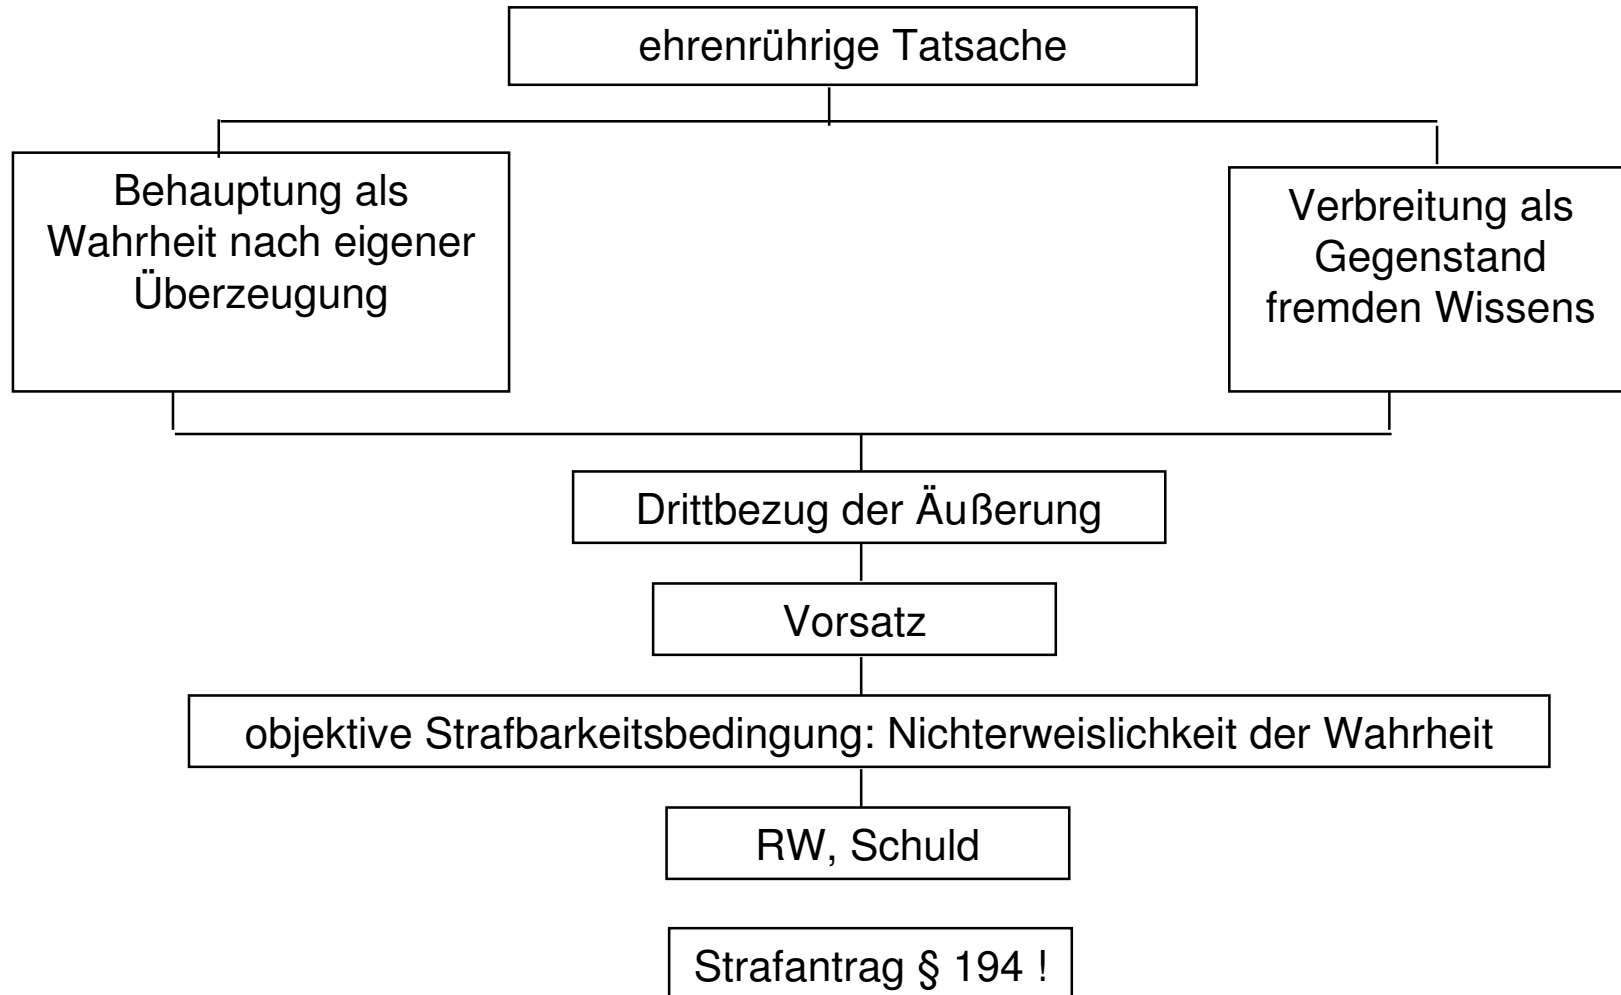 ehrenrührige Tatsache
Behauptung als
Wahrheit nach eigener
Überzeugung
Verbreitung als
Gegenstand
fremden Wissens
Drittbezug der Äußerung
Vorsatz
objektive Strafbarkeitsbedingung: Nichterweislichkeit der Wahrheit
RW, Schuld
Strafantrag § 194 !